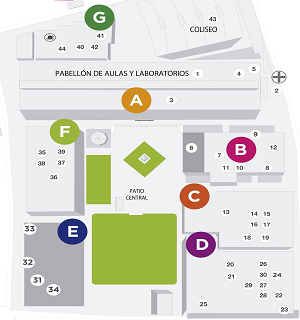 G
43
41
COLISEO
44 40 42
PABELLÓN DE AULAS Y LABORATORIOS 1 4 5
2
A 3
F
9
6 7 B 12
35 39
38 37
11 10 8
36
PATIO
CENTRAL
C
13 14 15
16 17
18 19
33 E
D
32
31
34
20 26
21 30 24
29 27
28 22
25
23